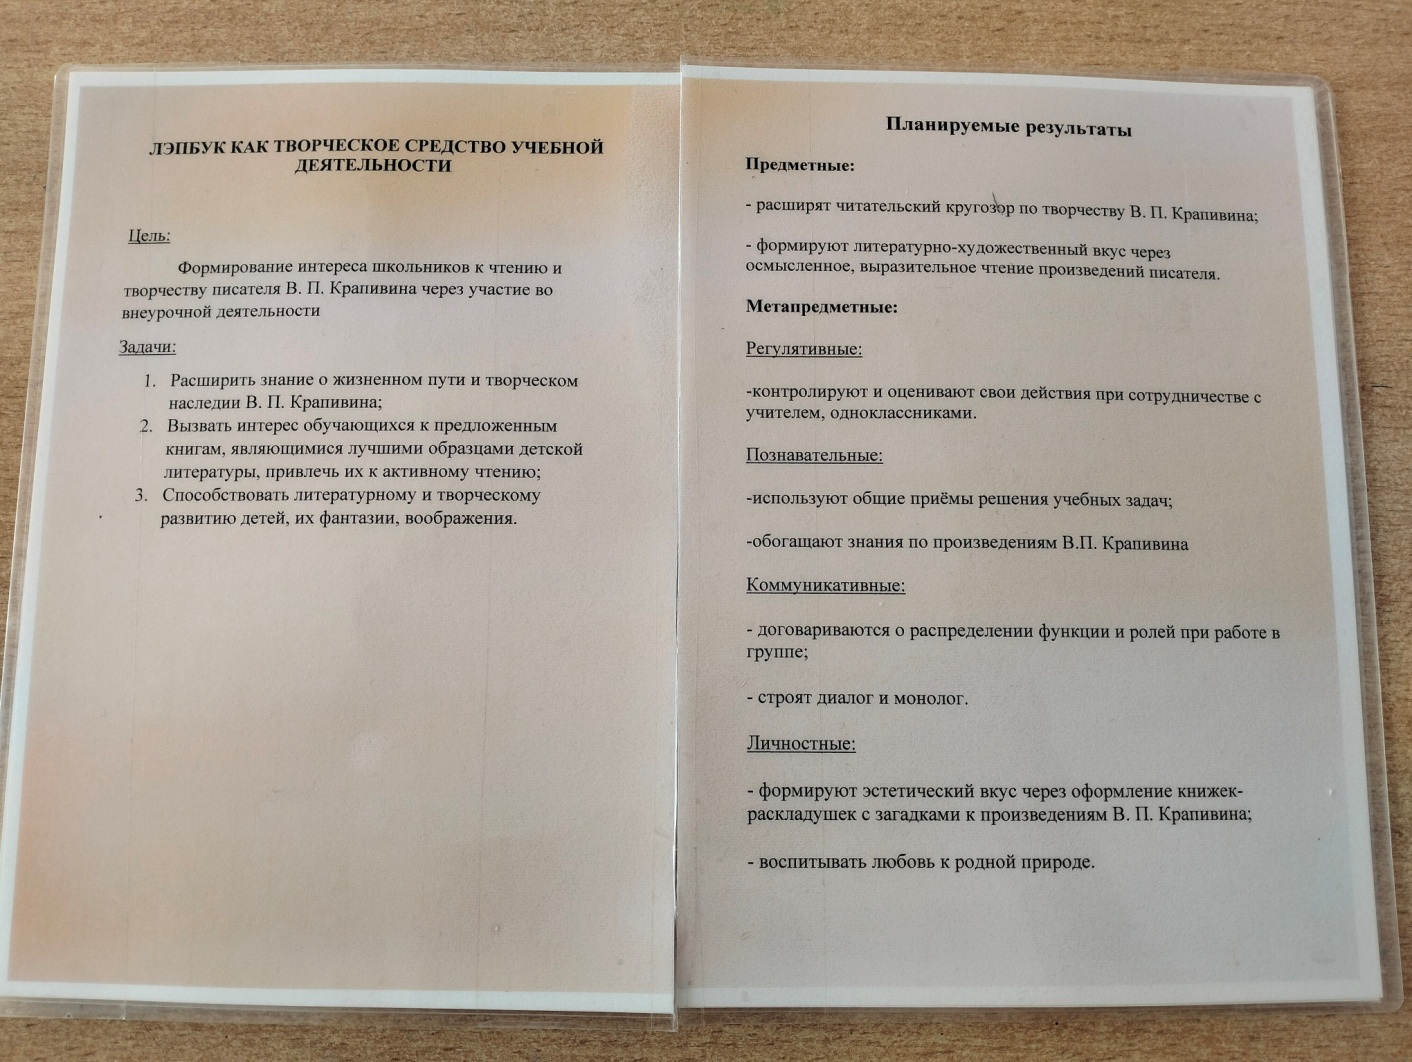 ЛЭПБУК КАК ТВОРЧЕСКОЕ СРЕДСТВО УЧЕБНОЙ
ДЕЯТЕЛЬНОСТИ
Цель:
Формирование интереса школьников к чтению и
творчеству писателя В. П. Крапивина через участие во
внеурочной деятельности
Задачи:
1. Расширить знание о жизненном пути и творческом
наследии В. П. Крапивина;
2. Вызвать интерес обучающихся к предложенным
книгам, являющимися лучшими образцами детской
литературы, привлечь их к активному чтению;
3. Способствовать литературному и творческому
развитию детей, их фантазии, воображения.
Планируемые результаты
Предметные:
- расширят читательский кругозор по творчеству В. П. Крапивина;
- формируют литературно-художественный вкус через
осмысленное, выразительное чтение произведений писателя.
Метапредметные:
Регулятивные:
-контролируют и оценивают свои действия при сотрудничестве с
учителем, одноклассниками.
Познавательные:
-используют общие приёмы решения учебных задач;
-обогащают знания по произведениям В.П. Крапивина
Коммуникативные:
- договариваются о распределении функции и ролей при работе в
группе;
- строят диалог и монолог.
Личностные:
- формируют эстетический вкус через оформление книжек-
раскладушек с загадками к произведениям В. П. Крапивина;
- воспитывать любовь к родной природе.